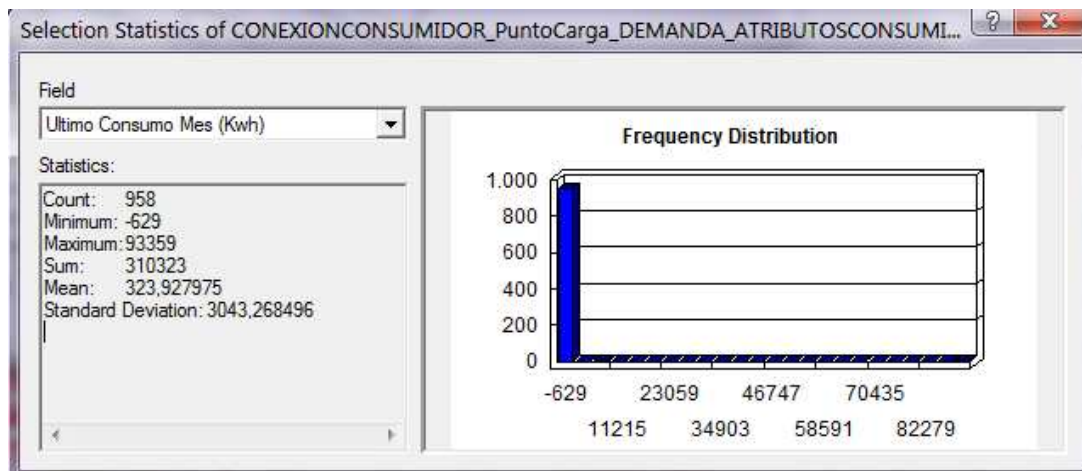 Selection Statistics of CONEXIONCONSUMIDOR_PuntoCarga_DEMANDA_ATRIBUTOSCONSUMI...
Field
Ultimo Consumo Mes (Kwh)
Statistics:
Count: 958
Minimum: -629
Maximum: 93359
Sum: 310323
Mean: 323,927975
Standard Deviation: 3043,268496
Frequency Distribution
1.000
800
600
400
200
0
-629 23059 46747 70435
11215 34903 58591 82279